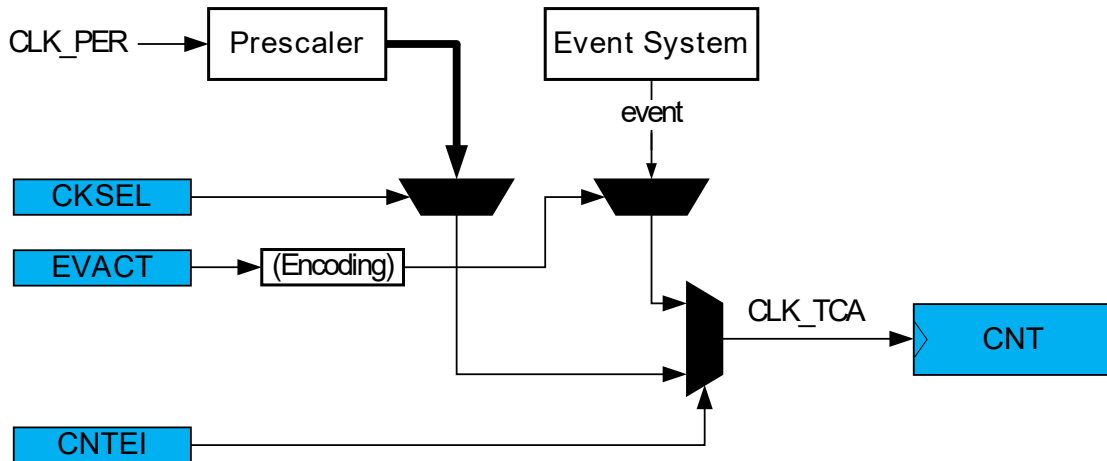 CLK_PER
Prescaler
Event System
event
CKSEL
EVACT
(Encoding)
CLK_TCA
CNT
CNTEI